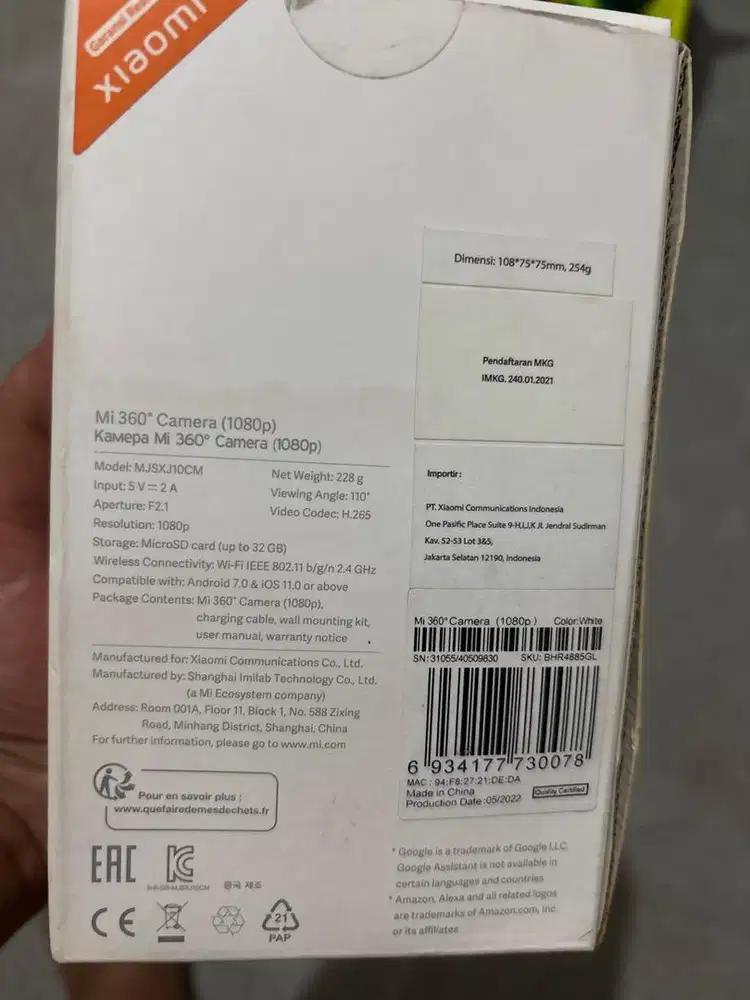 xiaomi
Dimensi: 108*75*75mm, 254g
Pendaftaran MKG
IMKG. 240.01.2021
Mi 360° Camera (1080p)
Камера Mi 360° Camera (1080p)
Model: MJSXJ10CM
Input: 5 V ⎓ 2 A
Aperture: F2.1
Resolution: 1080p
Net Weight: 228 g
Viewing Angle: 110°
Video Codec: H.265
Storage: MicroSD card (up to 32 GB)
Wireless Connectivity: Wi-Fi IEEE 802.11 b/g/n 2.4 GHz
Compatible with: Android 7.0 & iOS 11.0 or above
Package Contents: Mi 360° Camera (1080p),
charging cable, wall mounting kit,
user manual, warranty notice
Manufactured for: Xiaomi Communications Co., Ltd.
Manufactured by: Shanghai Imilab Technology Co., Ltd.
(a Mi Ecosystem company)
Address: Room 001A, Floor 11, Block 1, No. 588 Zixing
Road, Minhang District, Shanghai, China
For further information, please go to www.mi.com
Importir :
PT. Xiaomi Communications Indonesia
One Pasific Place Suite 9-H,I,J,K Jl. Jendral Sudirman
Kav. 52-53 Lot 3&5,
Jakarta Selatan 12190, Indonesia
Mi 360° Camera (1080p) Color:White
SN:31055/40509830 SKU: BHR4885GL
6 934177 730078
MAC : 94:F8:27:21:DE:DA
Made in China
Production Date :05/2022
Quality Certified
Pour en savoir plus :
www.quefairedemesdechets.fr
EAC
중국 제조
CE
21
PAP
* Google is a trademark of Google LLC.
Google Assistant is not available in
certain languages and countries
* Amazon, Alexa and all related logos
are trademarks of Amazon.com, Inc.
or its affiliates